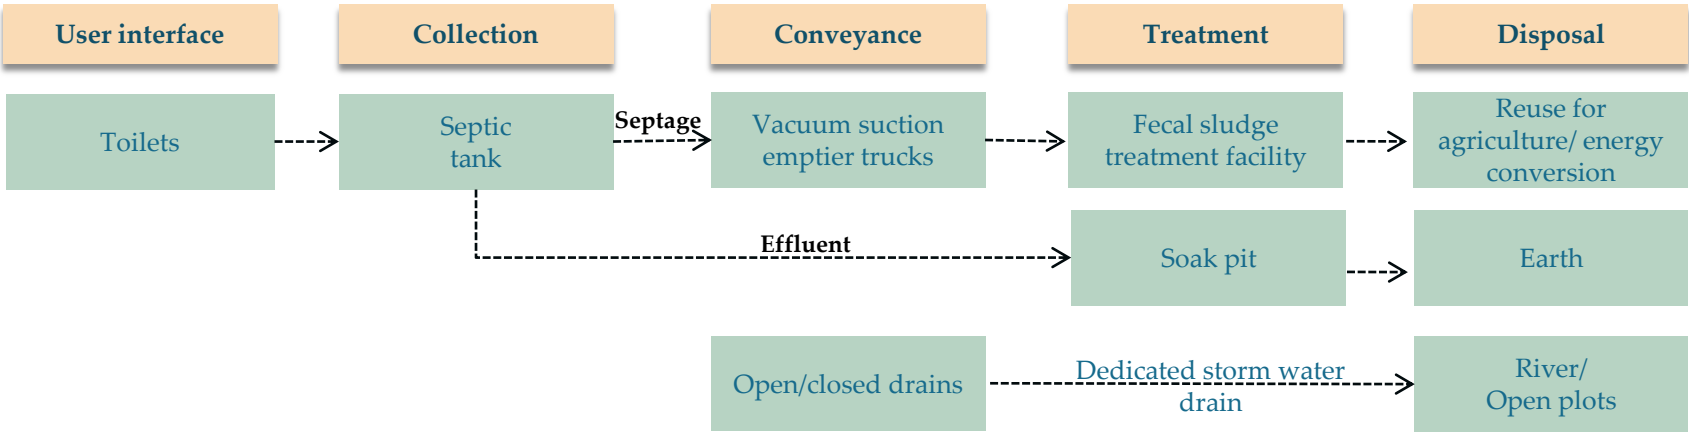 User interface
Collection
Conveyance
Treatment
Disposal
Toilets
Septic
tank
Septage
Vacuum suction
emptier trucks
Fecal sludge
treatment facility
Reuse for
agriculture/ energy
conversion
Effluent
Soak pit
Earth
Open/closed drains
Dedicated storm water
drain
River/
Open plots